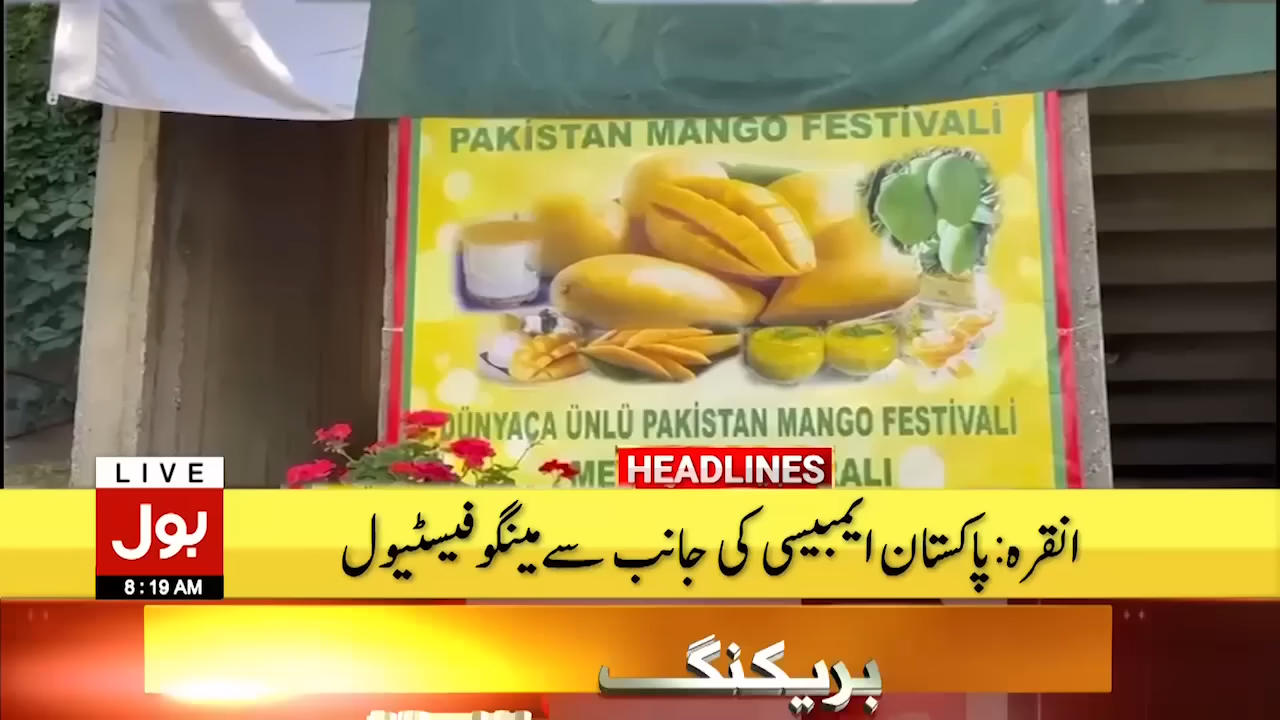 PAKİSTAN MANGO FESTİVALİ
DÜNYACA ÜNLÜ PAKİSTAN MANGO FESTİVALİ
HEADLINES
LIVE
بول
8:19 AM
انقرہ: پاکستان ایمبیسی کی جانب سے مینگو فیسٹیول
بریکنگ